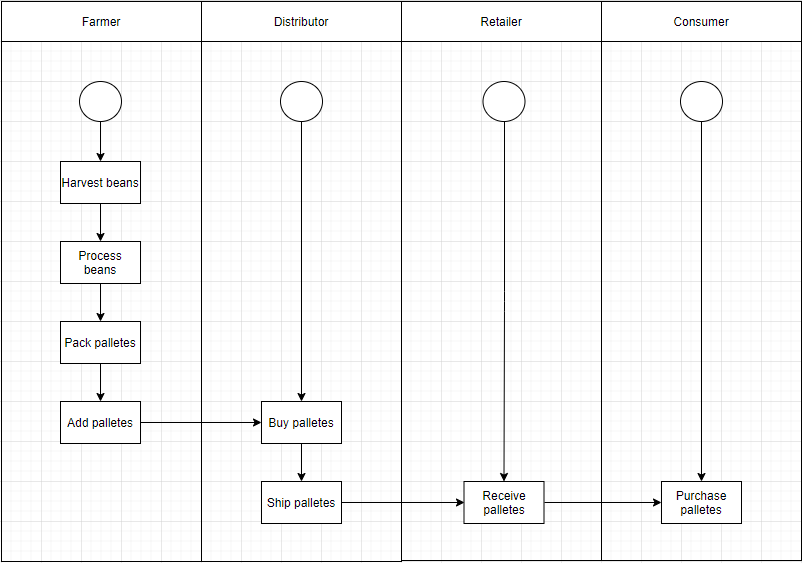 Farmer
Distributor
Retailer
Consumer
Harvest beans
Process
beans
Pack palletes
Add palletes
Buy palletes
Ship palletes
Receive
palletes
Purchase
palletes